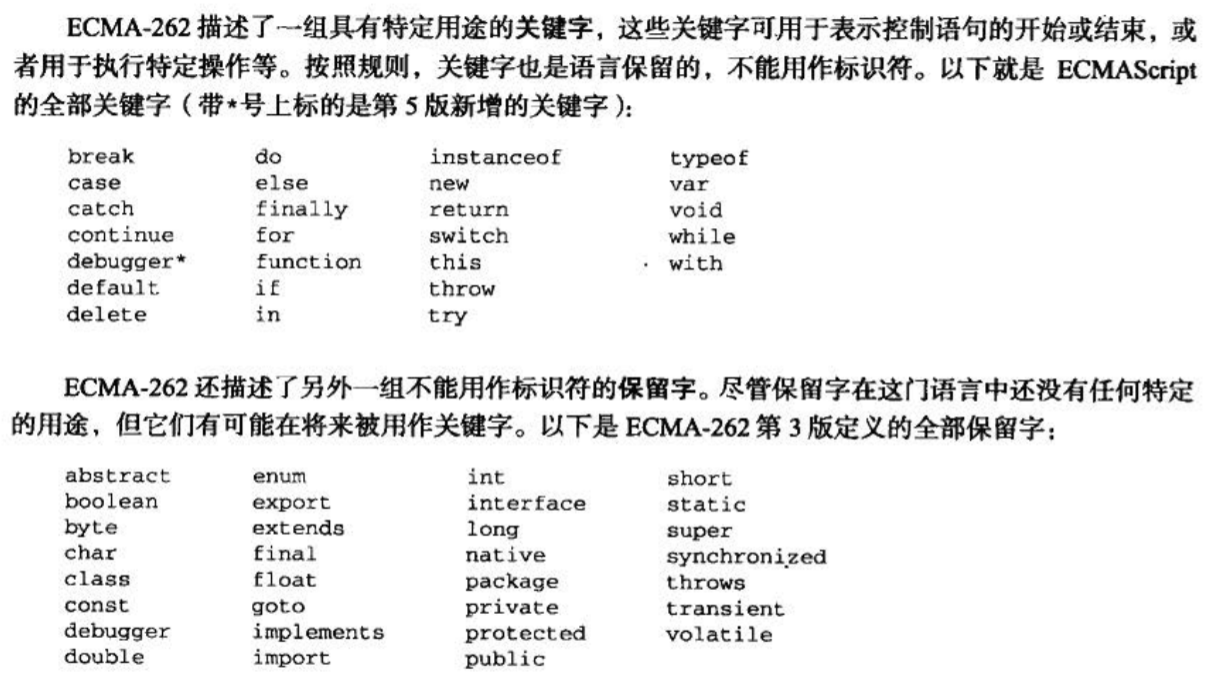 ECMA-262 描述了一组具有特定用途的关键字，这些关键字可用于表示控制语句的开始或结束，或
者用于执行特定操作等。按照规则，关键字也是语言保留的，不能用作标识符。以下就是 ECMAScript
的全部关键字（带*号上标的是第 5 版新增的关键字）：
break do instanceof typeof
case else new var
catch finally return void
continue for switch while
debugger* function this with
default if throw
delete in try
ECMA-262 还描述了另外一组不能用作标识符的保留字。尽管保留字在这门语言中还没有任何特定
的用途，但它们有可能在将来被用作关键字。以下是 ECMA-262 第 3 版定义的全部保留字：
abstract enum int short
boolean export interface static
byte extends long super
char final native synchronized
class float package throws
const goto private transient
debugger implements protected volatile
double import public